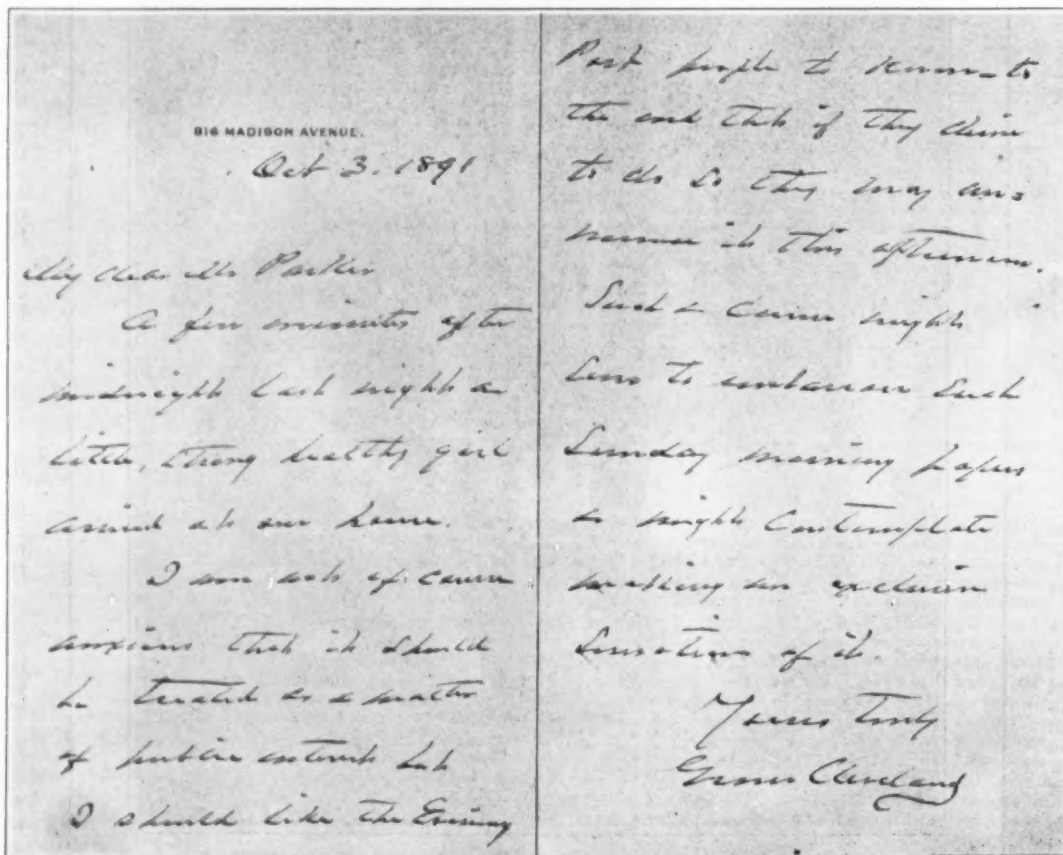 816 MADISON AVENUE.
Oct 3. 1891
My dear Mr Parker
A few minutes after
midnight last night a
little, strong healthy girl
arrived at our house.
I am not of course
anxious that it should
be treated as a matter
of public interest but
I should like the Evening
Post people to know - to
the end that if they desire
to do so they may an-
nounce it this afternoon.
Such a course might
serve to embarrass such
Sunday morning papers
as might contemplate
making an exclusive
sensation of it.
Yours truly
Grover Cleveland